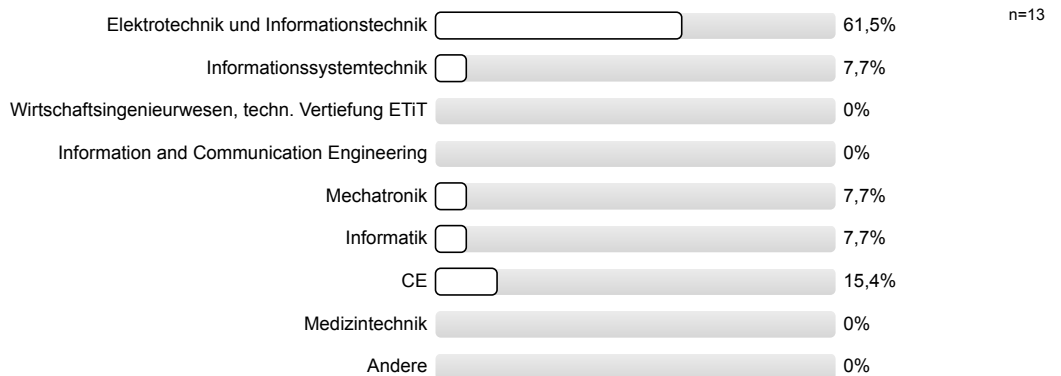 Elektrotechnik und Informationstechnik 61,5% n=13
Informationssystemtechnik 7,7%
Wirtschaftsingenieurwesen, techn. Vertiefung ETiT 0%
Information and Communication Engineering 0%
Mechatronik 7,7%
Informatik 7,7%
CE 15,4%
Medizintechnik 0%
Andere 0%